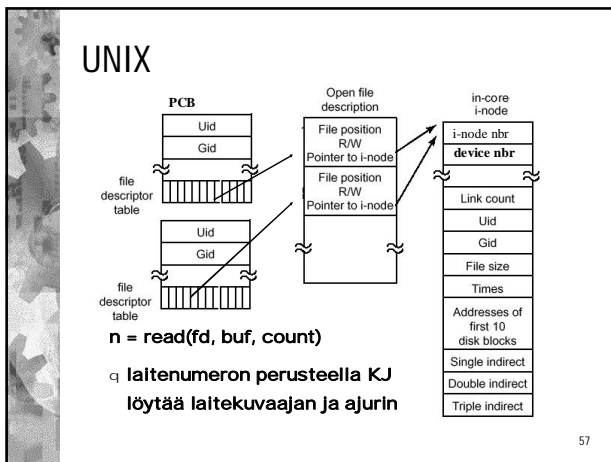 UNIX
PCB
Uid
Gid
file
descriptor
table
Uid
Gid
file
descriptor
table
Open file
description
File position
R/W
Pointer to i-node
File position
R/W
Pointer to i-node
in-core
i-node
i-node nbr
device nbr
Link count
Uid
Gid
File size
Times
Addresses of
first 10
disk blocks
Single indirect
Double indirect
Triple indirect
n = read(fd, buf, count)
q laitenumeron perusteella KJ
löytää laitekuvaajan ja ajurin
57